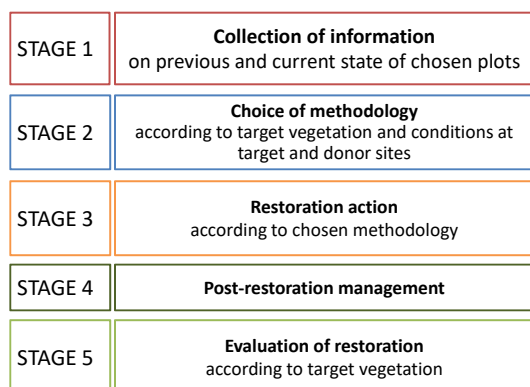 STAGE 1
Collection of information
on previous and current state of chosen plots
STAGE 2
Choice of methodology
according to target vegetation and conditions at
target and donor sites
STAGE 3
Restoration action
according to chosen methodology
STAGE 4
Post-restoration management
STAGE 5
Evaluation of restoration
according to target vegetation